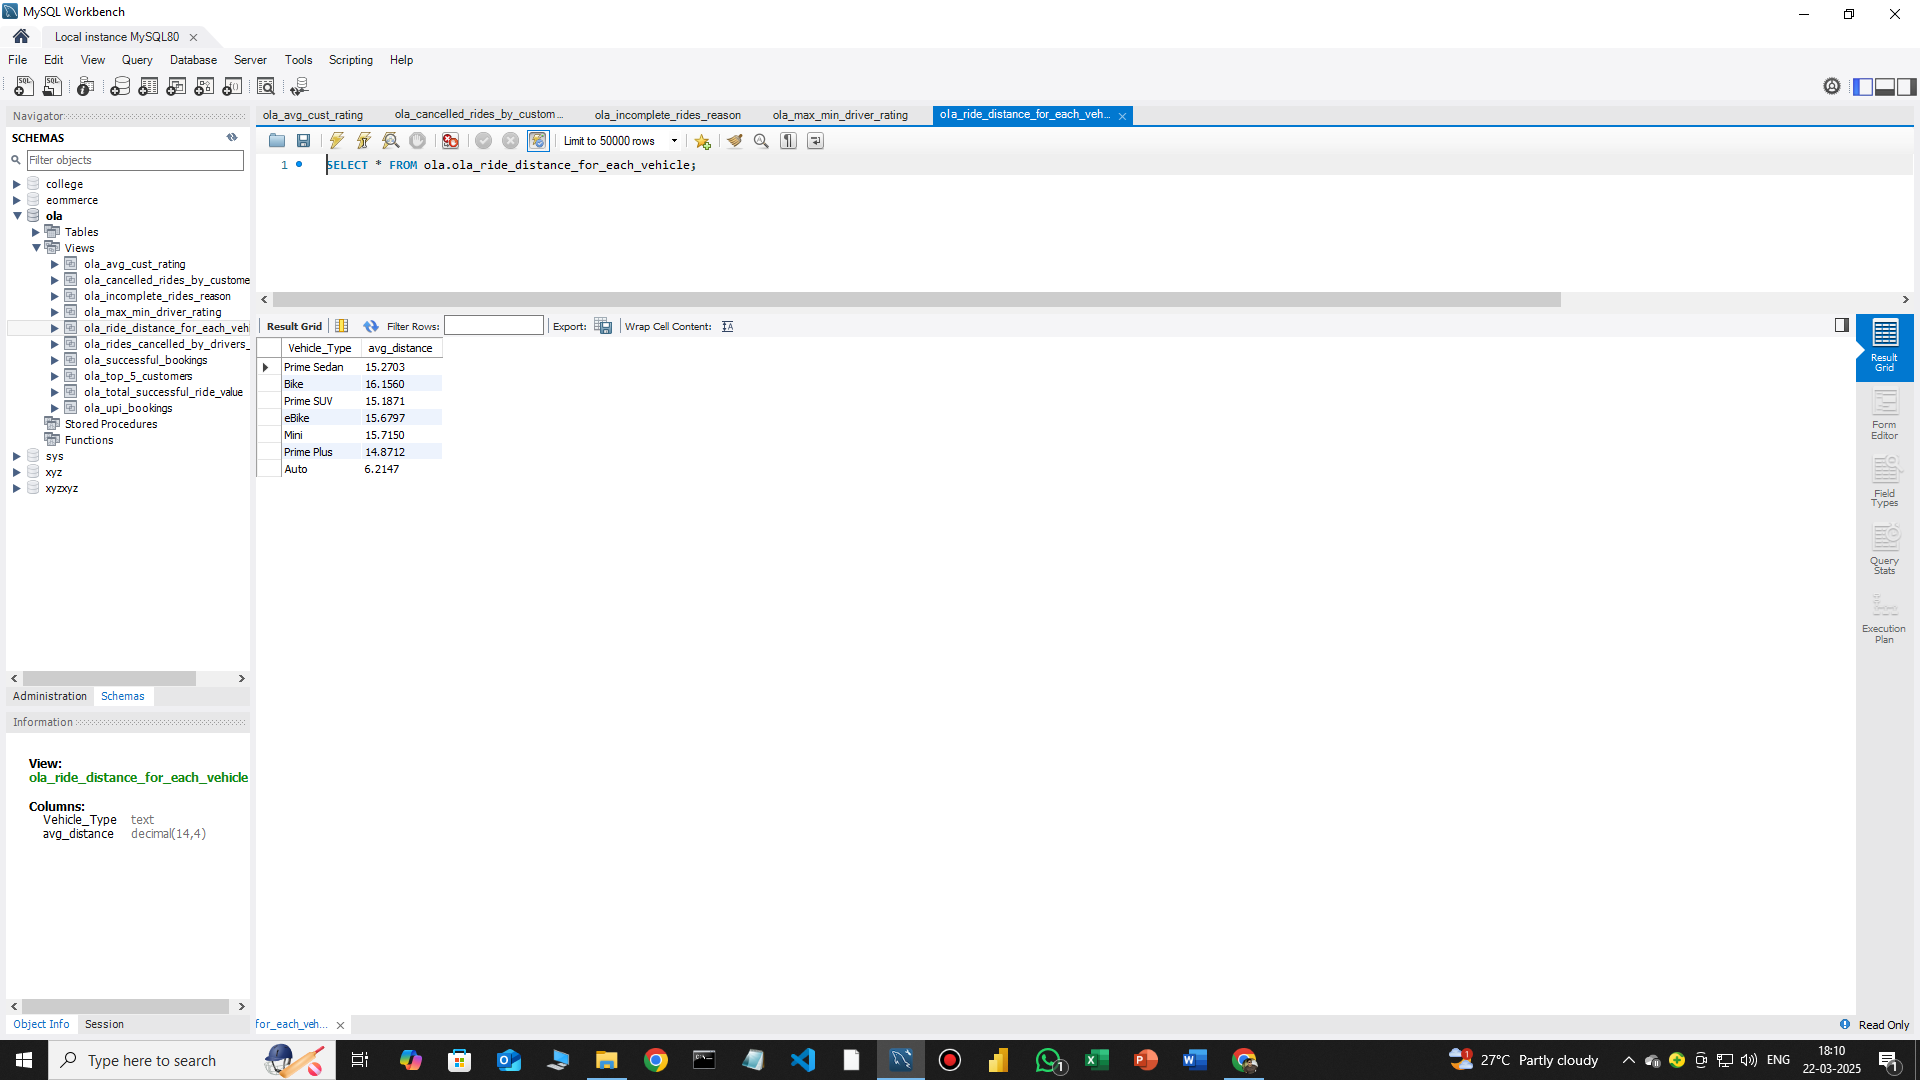 MySQL Workbench
Local instance MySQL80
File Edit View Query Database Server Tools Scripting Help
Navigator
SCHEMAS
Filter objects
college
eommerce
ola
Tables
Views
ola_avg_cust_rating
ola_cancelled_rides_by_custome
ola_incomplete_rides_reason
ola_max_min_driver_rating
ola_ride_distance_for_each_vehi
ola_rides_cancelled_by_drivers_
ola_successful_bookings
ola_top_5_customers
ola_total_successful_ride_value
ola_upi_bookings
Stored Procedures
Functions
sys
xyz
xyzxyz
Administration Schemas
Information
View:
ola_ride_distance_for_each_vehicle
Columns:
Vehicle_Type text
avg_distance decimal(14,4)
Object Info Session
ola_avg_cust_rating ola_cancelled_rides_by_custom... ola_incomplete_rides_reason ola_max_min_driver_rating ola_ride_distance_for_each_veh...
Limit to 50000 rows
1 SELECT * FROM ola.ola_ride_distance_for_each_vehicle;
Result Grid Filter Rows: Export: Wrap Cell Content:
Vehicle_Type avg_distance
Prime Sedan 15.2703
Bike 16.1560
Prime SUV 15.1871
eBike 15.6797
Mini 15.7150
Prime Plus 14.8712
Auto 6.2147
Result
Grid
Form
Editor
Field
Types
Query
Stats
Execution
Plan
for_each_veh...
Read Only
Type here to search
27°C Partly cloudy
ENG
18:10
22-03-2025